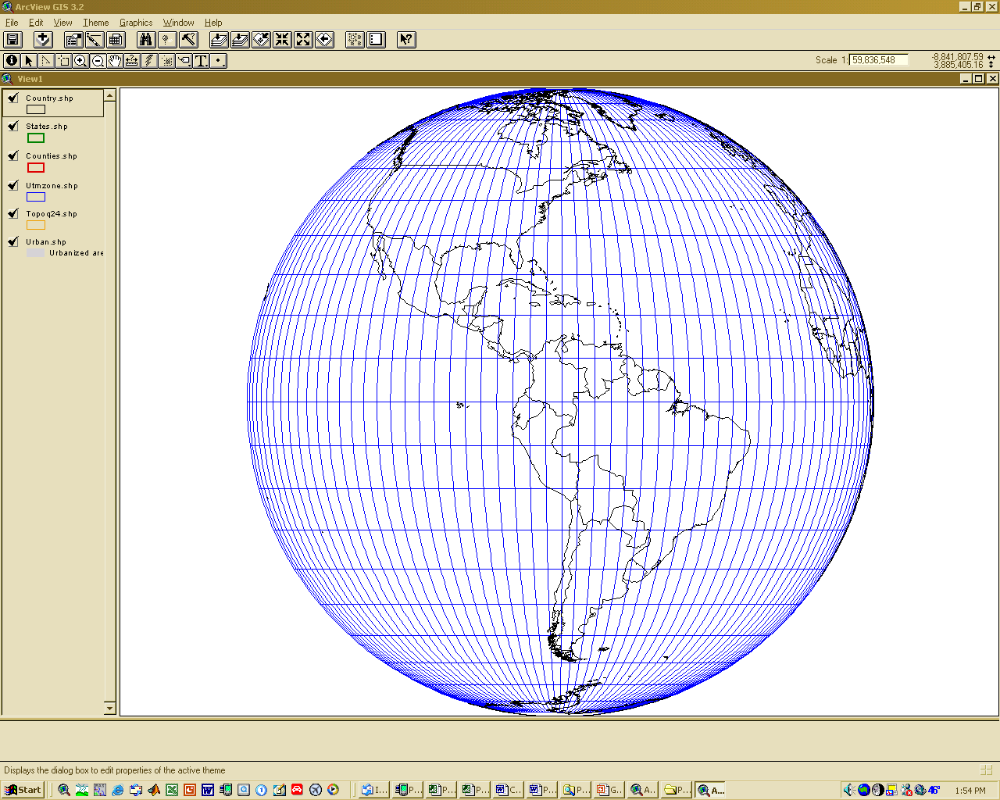 ArcView GIS 3.2
File Edit View Theme Graphics Window Help
Scale 1: 59,836,548
-8,841,807.59
3,885,405.16
View1
Country.shp
States.shp
Counties.shp
Utmzone.shp
Topoq24.shp
Urban.shp
Urbanized are
Displays the dialog box to edit properties of the active theme
Start I... P... P... P... C... P... P... G... A... P... A... 46° 1:54 PM